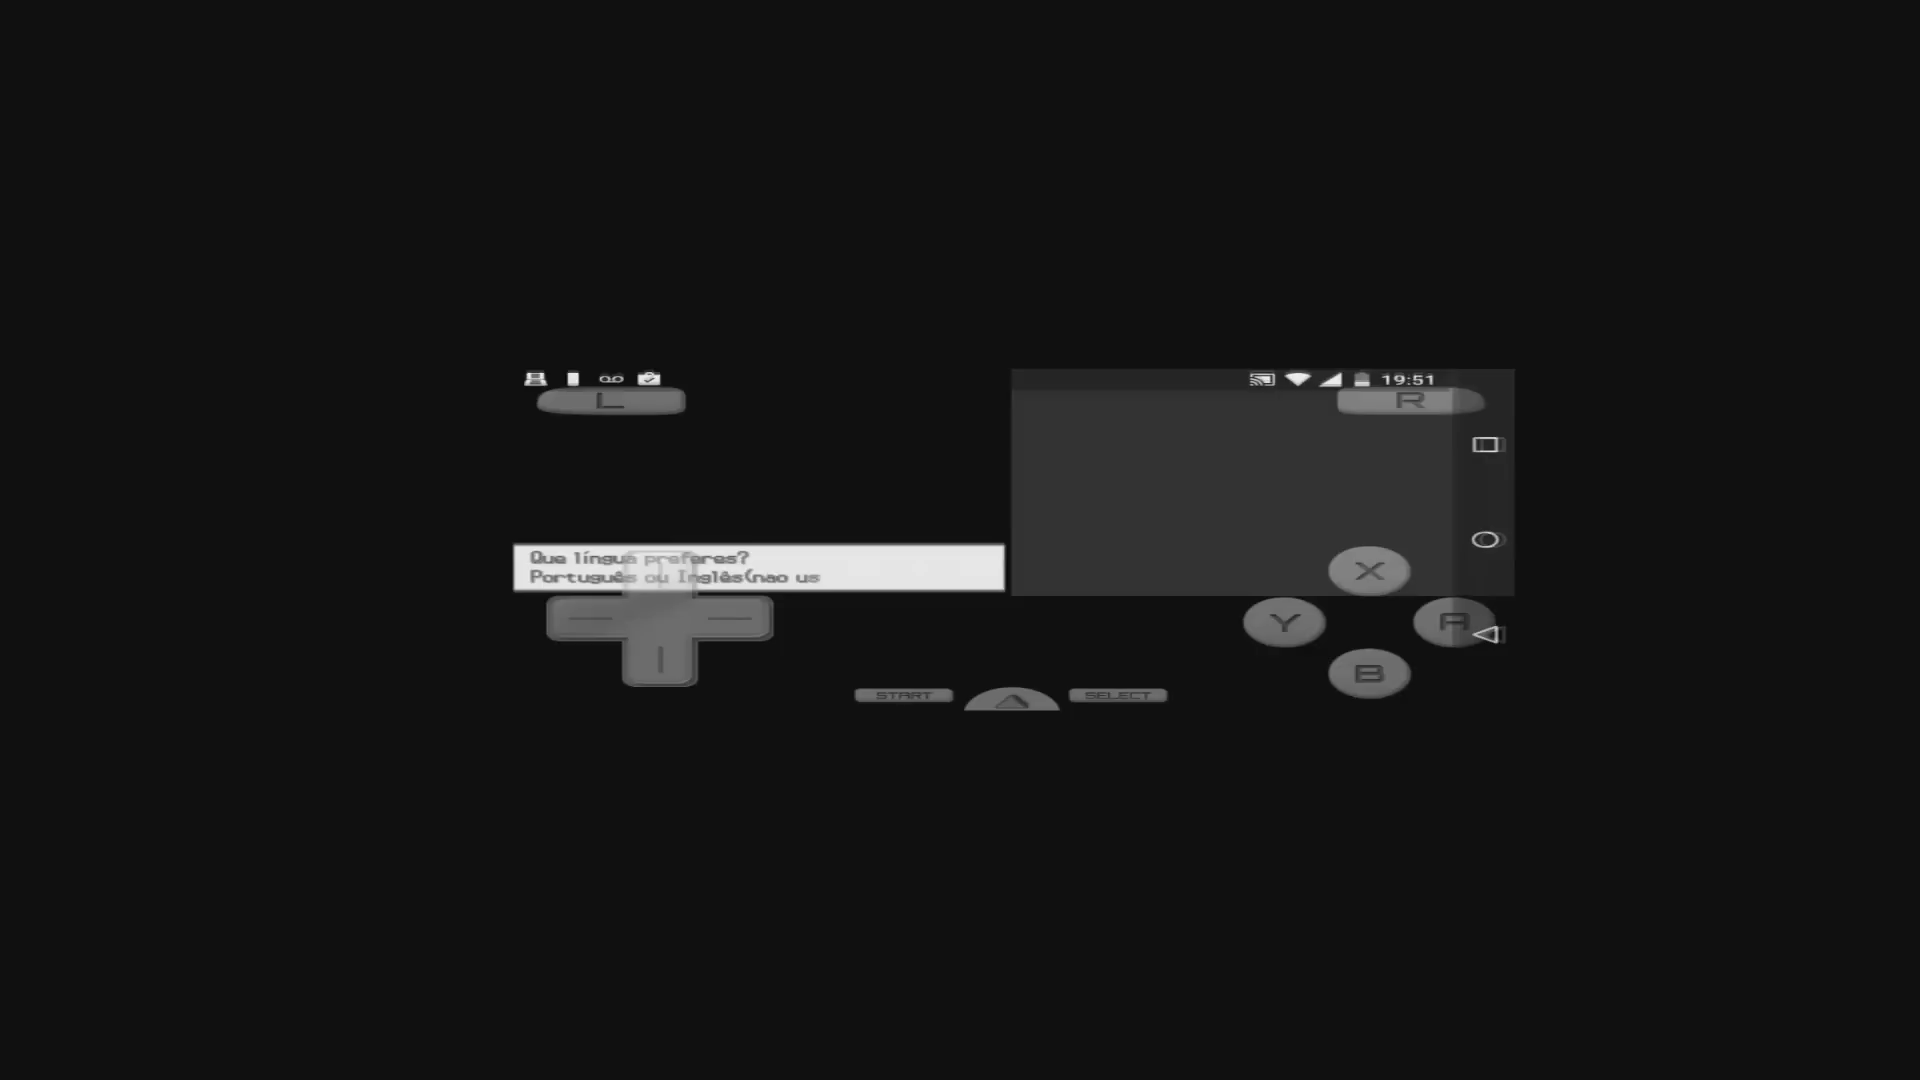 19:51
L
R
Que língua preferes?
Português ou Inglês(nao us
X
Y
A
B
START
SELECT